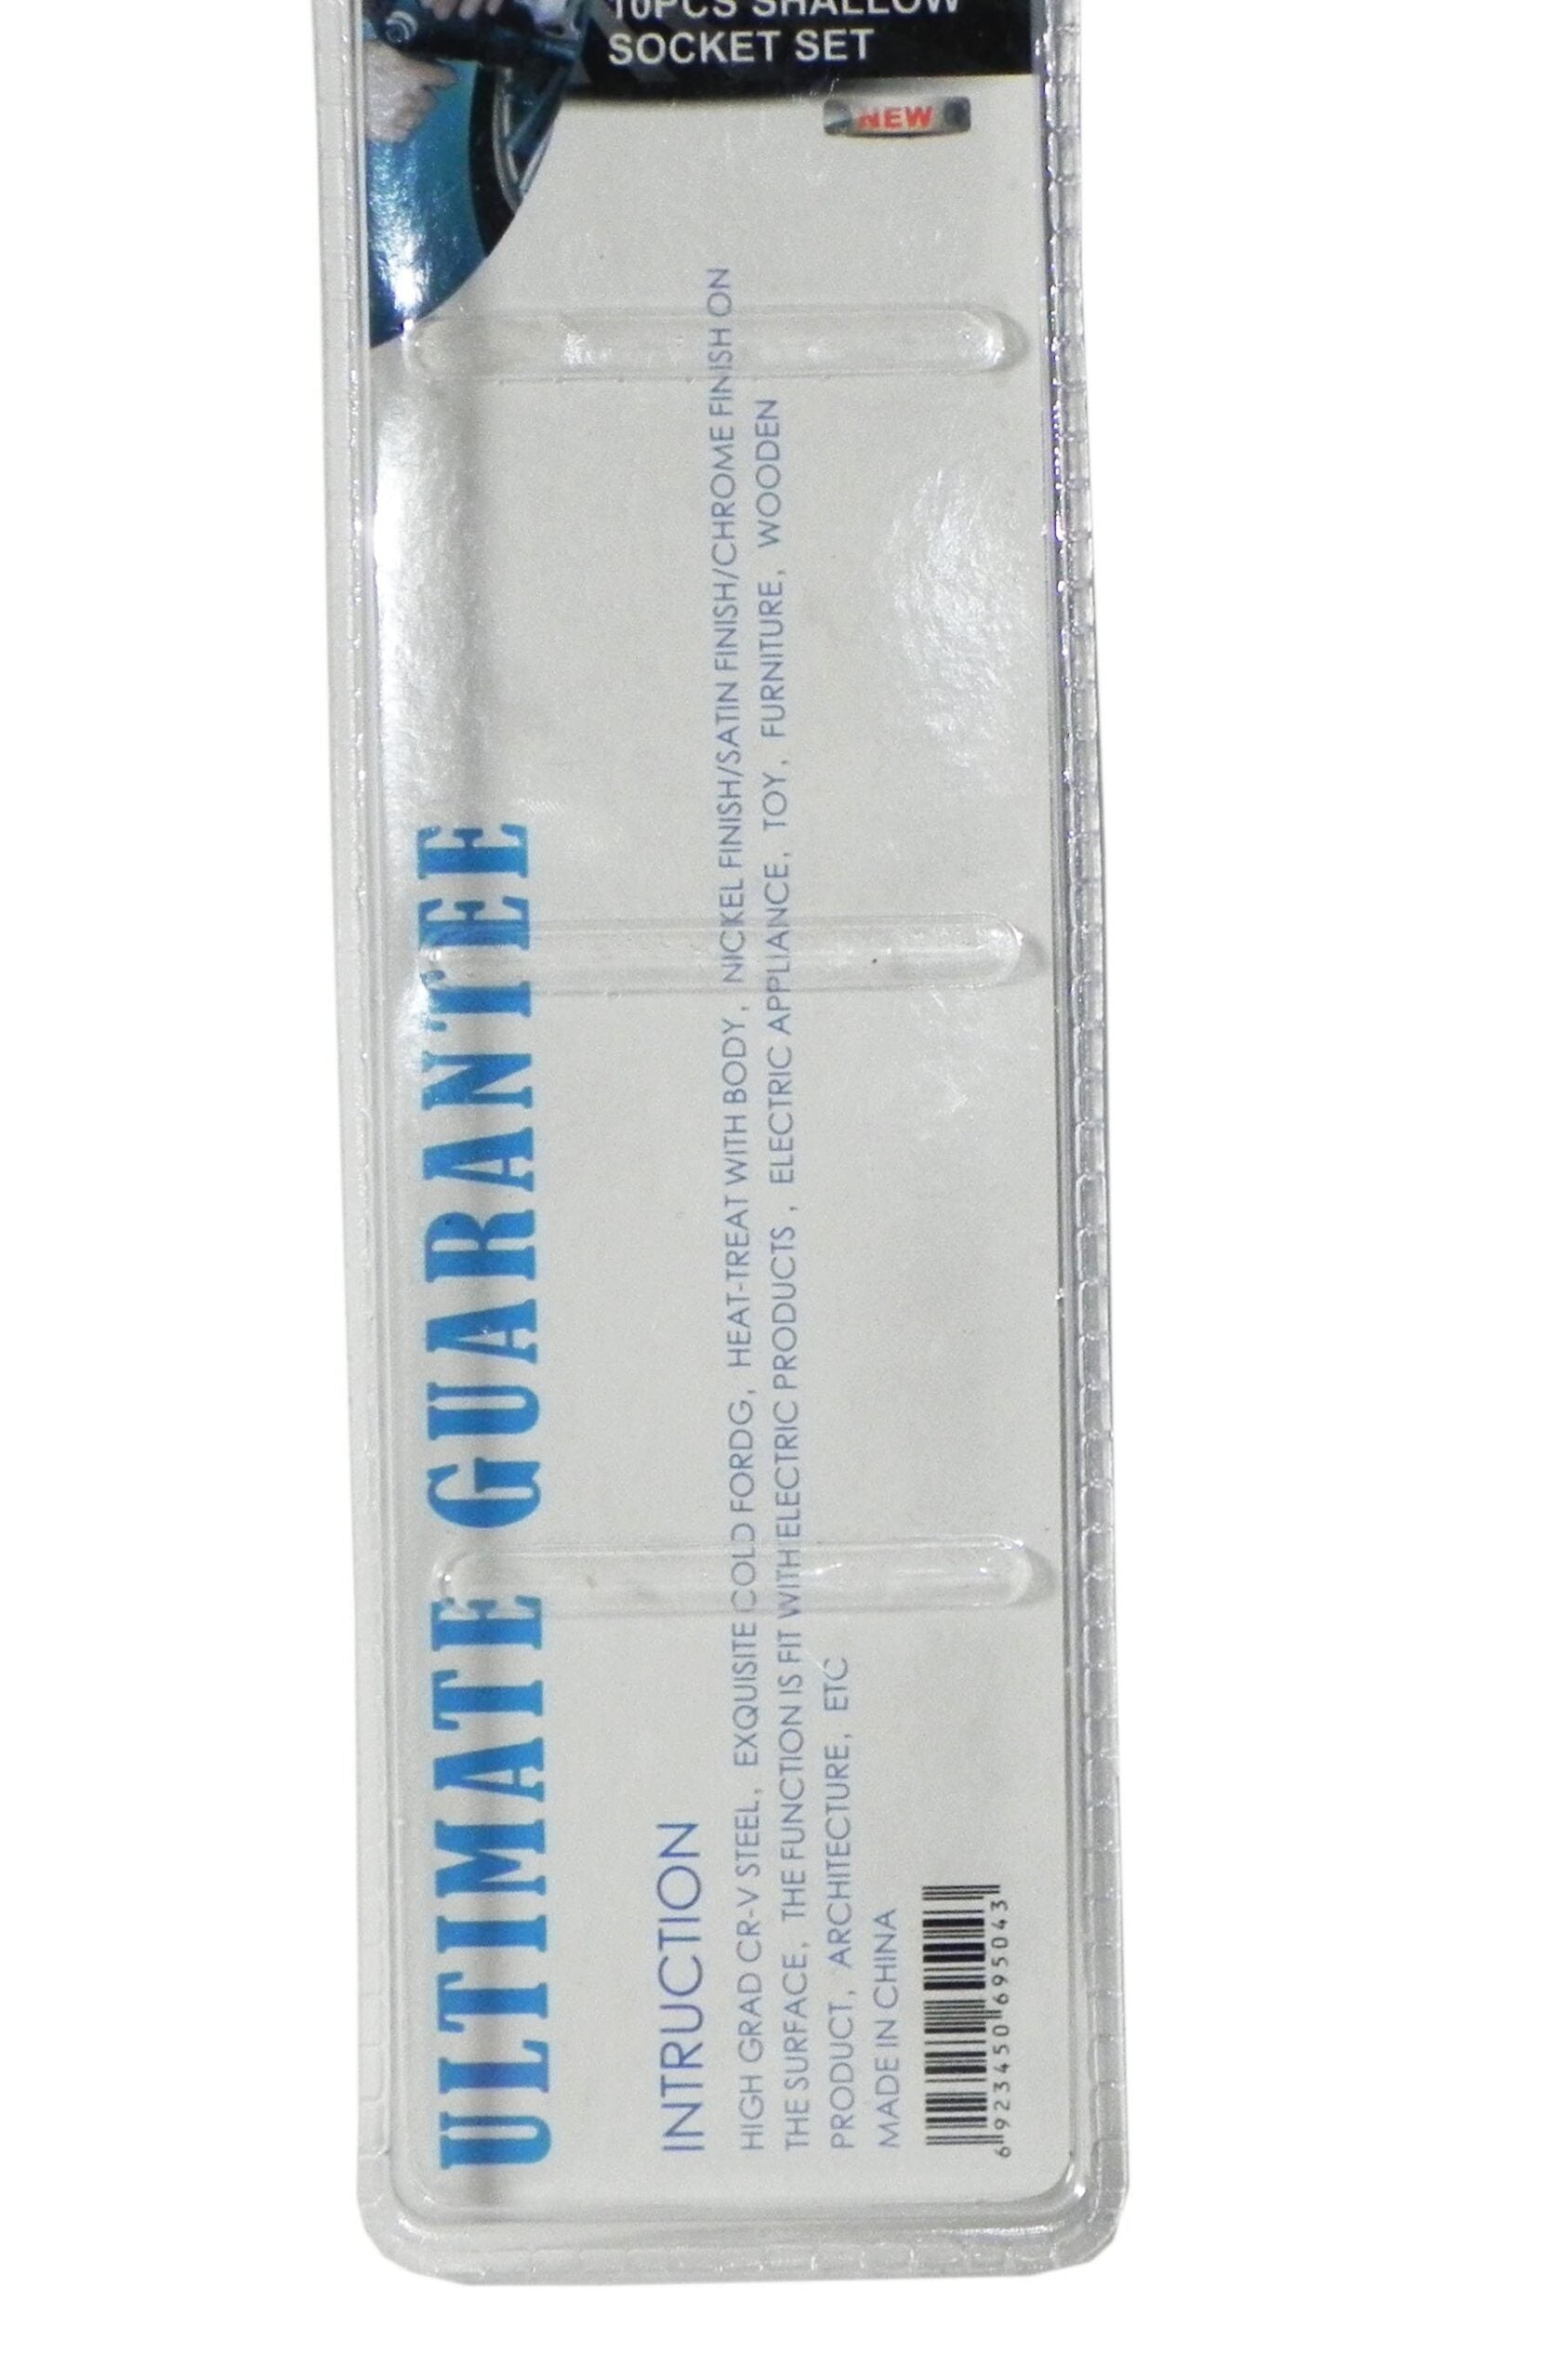 10PCS SHALLOW
SOCKET SET
NEW
ULTIMATE GUARANTEE
INTRUCTION
HIGH GRAD CR-V STEEL, EXQUISITE COLD FORDG, HEAT-TREAT WITH BODY, NICKEL FINISH/SATIN FINISH/CHROME FINISH ON
THE SURFACE, THE FUNCTION IS FIT WITH ELECTRIC PRODUCTS , ELECTRIC APPLIANCE, TOY, FURNITURE, WOODEN
PRODUCT, ARCHITECTURE, ETC
MADE IN CHINA
6923450695043